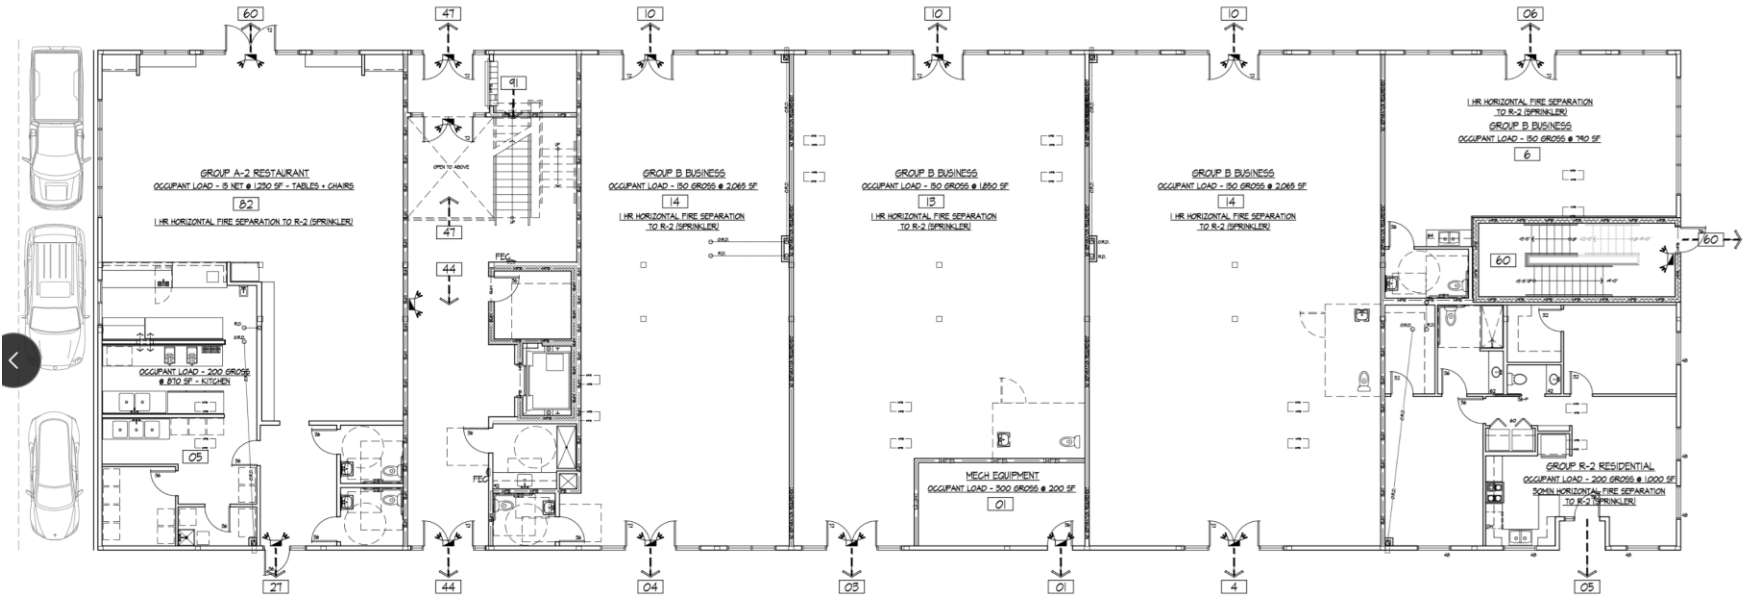 60
47
10
10
10
06
91
GROUP A-2 RESTAURANT
OCCUPANT LOAD - 15 NET @ 1,230 SF - TABLES + CHAIRS
82
1 HR HORIZONTAL FIRE SEPARATION TO R-2 (SPRINKLER)
OPEN TO ABOVE
47
44
FEC
GROUP B BUSINESS
OCCUPANT LOAD - 150 GROSS @ 2,065 SF
14
1 HR HORIZONTAL FIRE SEPARATION
TO R-2 (SPRINKLER)
O.R.D.
R.D.
GROUP B BUSINESS
OCCUPANT LOAD - 150 GROSS @ 1,850 SF
13
1 HR HORIZONTAL FIRE SEPARATION
TO R-2 (SPRINKLER)
GROUP B BUSINESS
OCCUPANT LOAD - 150 GROSS @ 2,065 SF
14
1 HR HORIZONTAL FIRE SEPARATION
TO R-2 (SPRINKLER)
O.R.D.
R.D.
1 HR HORIZONTAL FIRE SEPARATION
TO R-2 (SPRINKLER)
GROUP B BUSINESS
OCCUPANT LOAD - 150 GROSS @ 790 SF
6
60
60
R.D.
O.R.D.
OCCUPANT LOAD - 200 GROSS
@ 870 SF - KITCHEN
05
FEC
MECH EQUIPMENT
OCCUPANT LOAD - 300 GROSS @ 200 SF
01
GROUP R-2 RESIDENTIAL
OCCUPANT LOAD - 200 GROSS @ 1,000 SF
30MIN HORIZONTAL FIRE SEPARATION
TO R-2 (SPRINKLER)
27
44
04
03
01
4
05